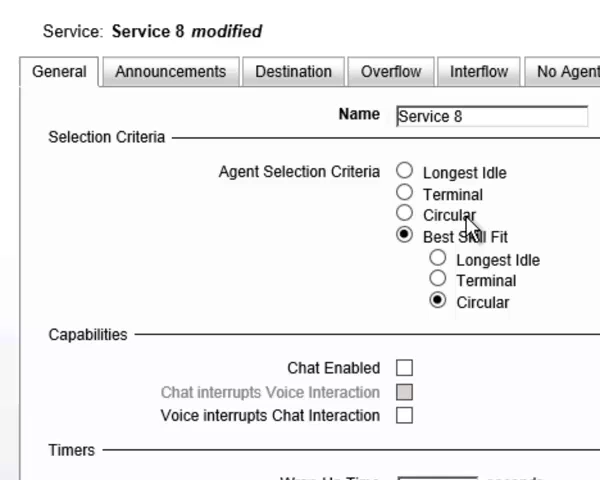 Service: Service 8 modified
General Announcements Destination Overflow Interflow No Agent
Name Service 8
Selection Criteria
Agent Selection Criteria Longest Idle
Terminal
Circular
Best Skill Fit
Longest Idle
Terminal
Circular
Capabilities
Chat Enabled
Chat interrupts Voice Interaction
Voice interrupts Chat Interaction
Timers